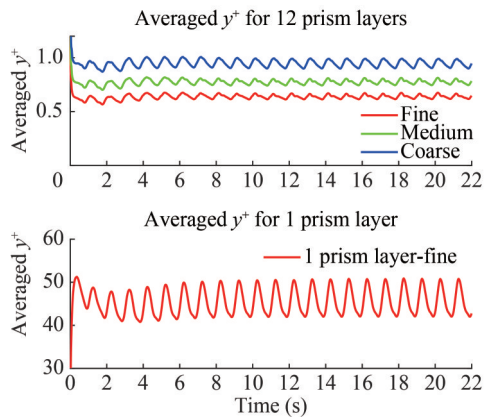 Averaged y⁺ for 12 prism layers
Averaged y⁺
1.0
0.5
Fine
Medium
Coarse
0 2 4 6 8 10 12 14 16 18 20 22
Averaged y⁺ for 1 prism layer
Averaged y⁺
60
50
40
30
1 prism layer-fine
0 2 4 6 8 10 12 14 16 18 20 22
Time (s)